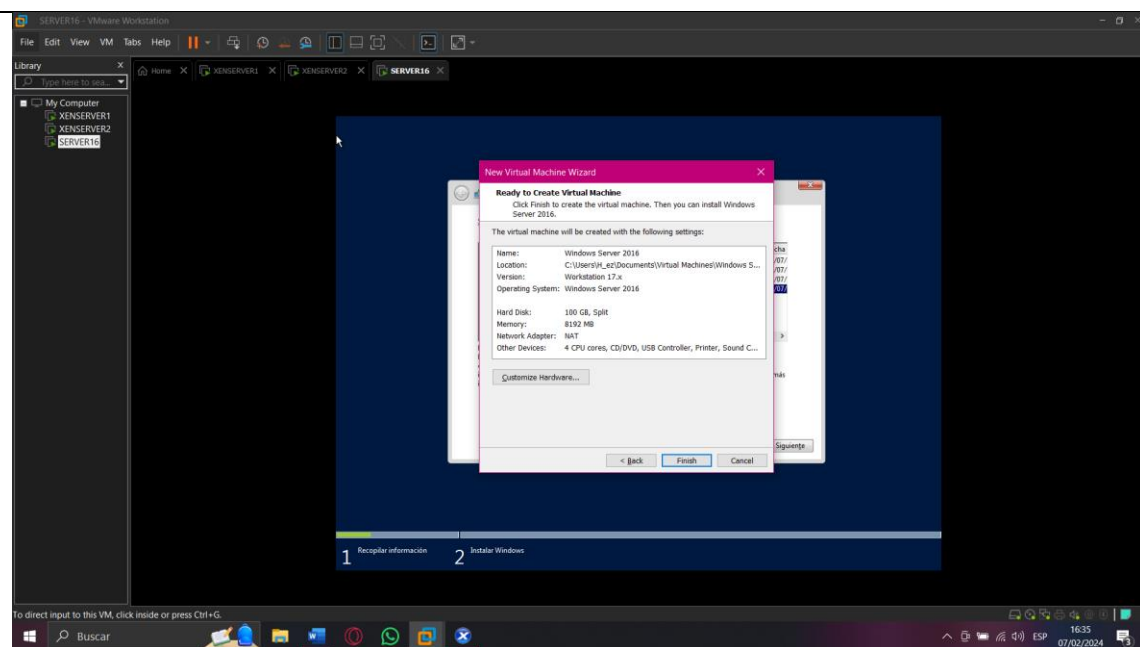 SERVER16 - VMware Workstation
File Edit View VM Tabs Help
Library
Type here to sea...
Home XENSERVER1 XENSERVER2 SERVER16
My Computer
XENSERVER1
XENSERVER2
SERVER16
New Virtual Machine Wizard
Ready to Create Virtual Machine
Click Finish to create the virtual machine. Then you can install Windows
Server 2016.
The virtual machine will be created with the following settings:
Name: Windows Server 2016
Location: C:\Users\H_ez\Documents\Virtual Machines\Windows S...
Version: Workstation 17.x
Operating System: Windows Server 2016
Hard Disk: 100 GB, Split
Memory: 8192 MB
Network Adapter: NAT
Other Devices: 4 CPU cores, CD/DVD, USB Controller, Printer, Sound C...
cha
/07/
/07/
/07/
/07/
Customize Hardware...
más
Siguiente
< Back Finish Cancel
1 Recopilar información 2 Instalar Windows
To direct input to this VM, click inside or press Ctrl+G.
Buscar
ESP
16:35
07/02/2024